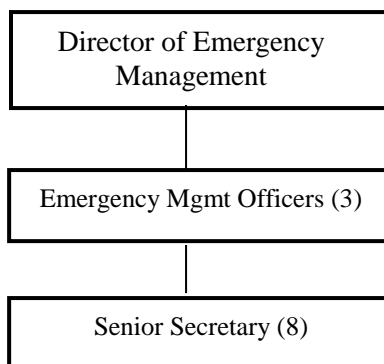 Director of Emergency
Management
Emergency Mgmt Officers (3)
Senior Secretary (8)